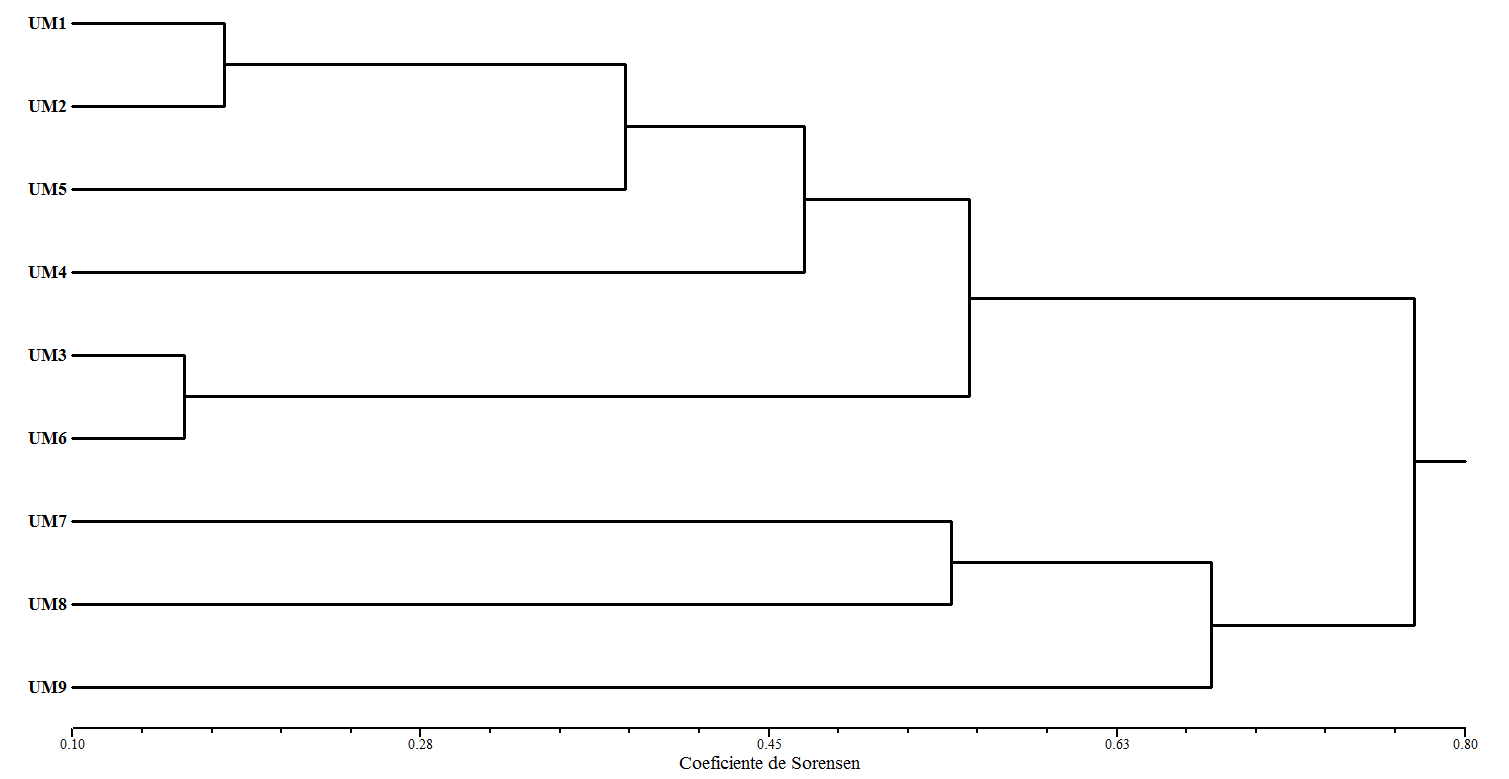 UM1
UM2
UM5
UM4
UM3
UM6
UM7
UM8
UM9
0.10 0.28 0.45 0.63 0.80
Coeficiente de Sorensen